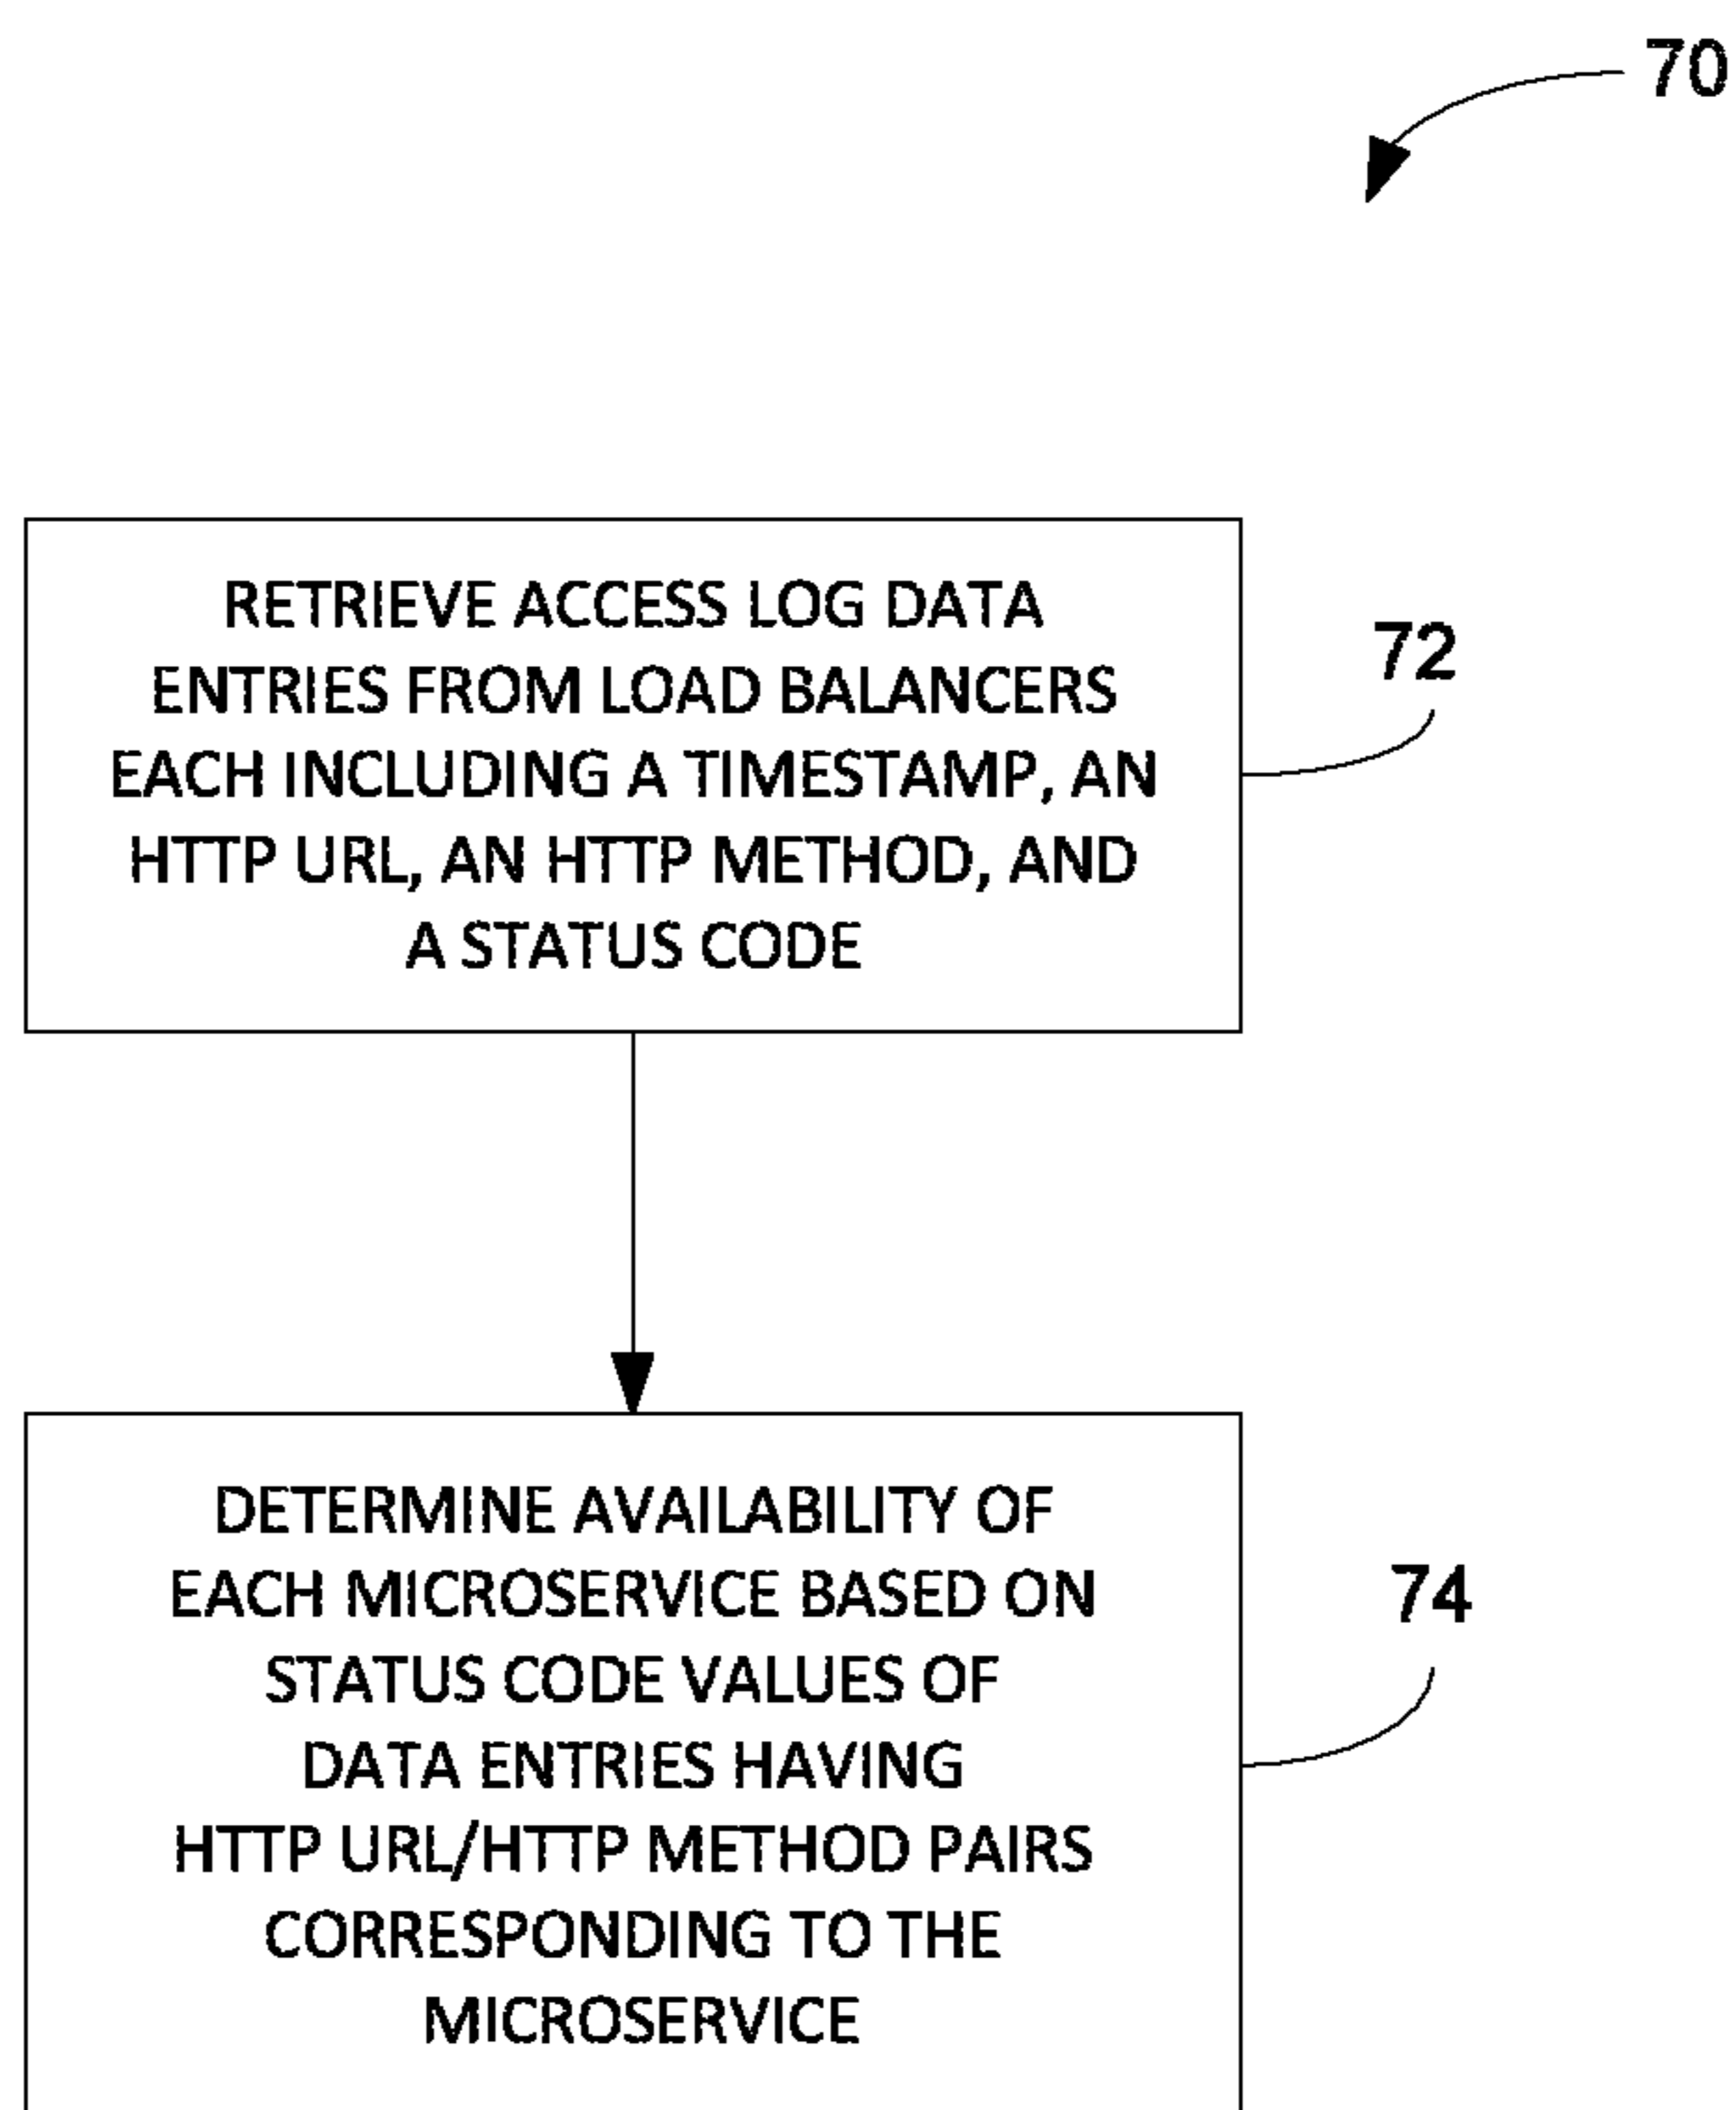 70
RETRIEVE ACCESS LOG DATA
ENTRIES FROM LOAD BALANCERS
EACH INCLUDING A TIMESTAMP, AN
HTTP URL, AN HTTP METHOD, AND
A STATUS CODE
72
DETERMINE AVAILABILITY OF
EACH MICROSERVICE BASED ON
STATUS CODE VALUES OF
DATA ENTRIES HAVING
HTTP URL/HTTP METHOD PAIRS
CORRESPONDING TO THE
MICROSERVICE
74